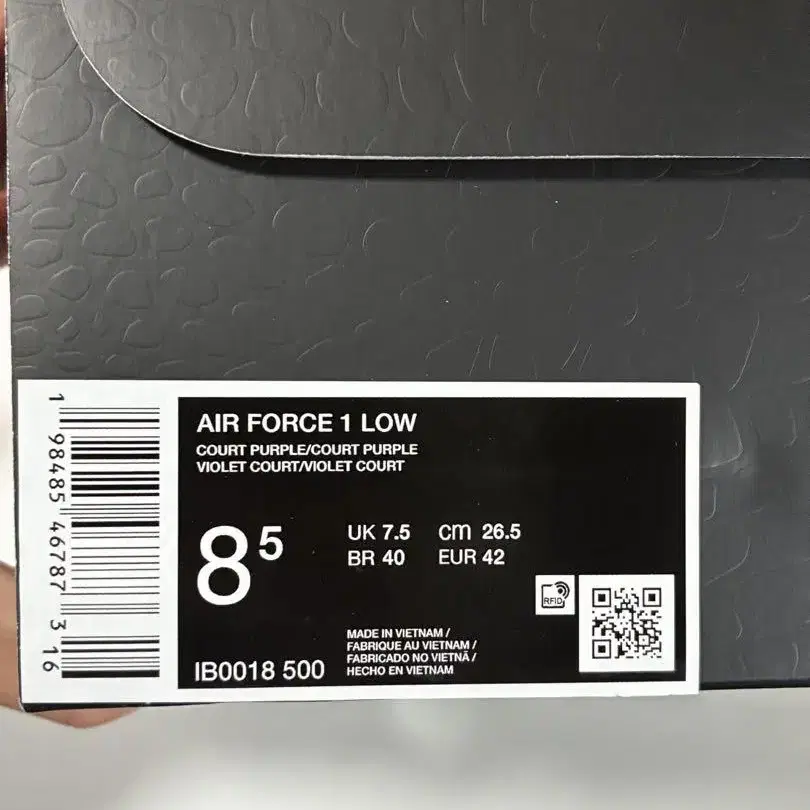 AIR FORCE 1 LOW
COURT PURPLE/COURT PURPLE
VIOLET COURT/VIOLET COURT
8 5
UK 7.5 cm 26.5
BR 40 EUR 42
RFID
MADE IN VIETNAM /
FABRIQUE AU VIETNAM /
FABRICADO NO VIETNÃ /
HECHO EN VIETNAM
IB0018 500
1 98485 46787 3 16